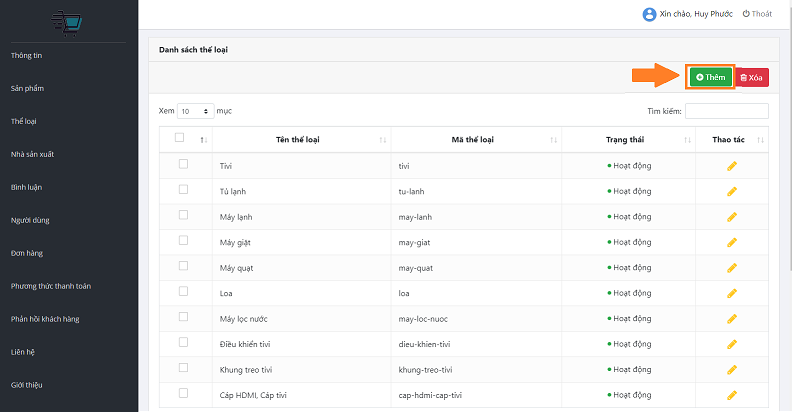 Xin chào, Huy Phước Thoát
Thông tin
Sản phẩm
Thể loại
Nhà sản xuất
Bình luận
Người dùng
Đơn hàng
Phương thức thanh toán
Phản hồi khách hàng
Liên hệ
Giới thiệu
Danh sách thể loại
Thêm Xóa
Xem 10 mục Tìm kiếm:
Tên thể loại Mã thể loại Trạng thái Thao tác
Tivi tivi Hoạt động
Tủ lạnh tu-lanh Hoạt động
Máy lạnh may-lanh Hoạt động
Máy giặt may-giat Hoạt động
Máy quạt may-quat Hoạt động
Loa loa Hoạt động
Máy lọc nước may-loc-nuoc Hoạt động
Điều khiển tivi dieu-khien-tivi Hoạt động
Khung treo tivi khung-treo-tivi Hoạt động
Cáp HDMI, Cáp tivi cap-hdmi-cap-tivi Hoạt động